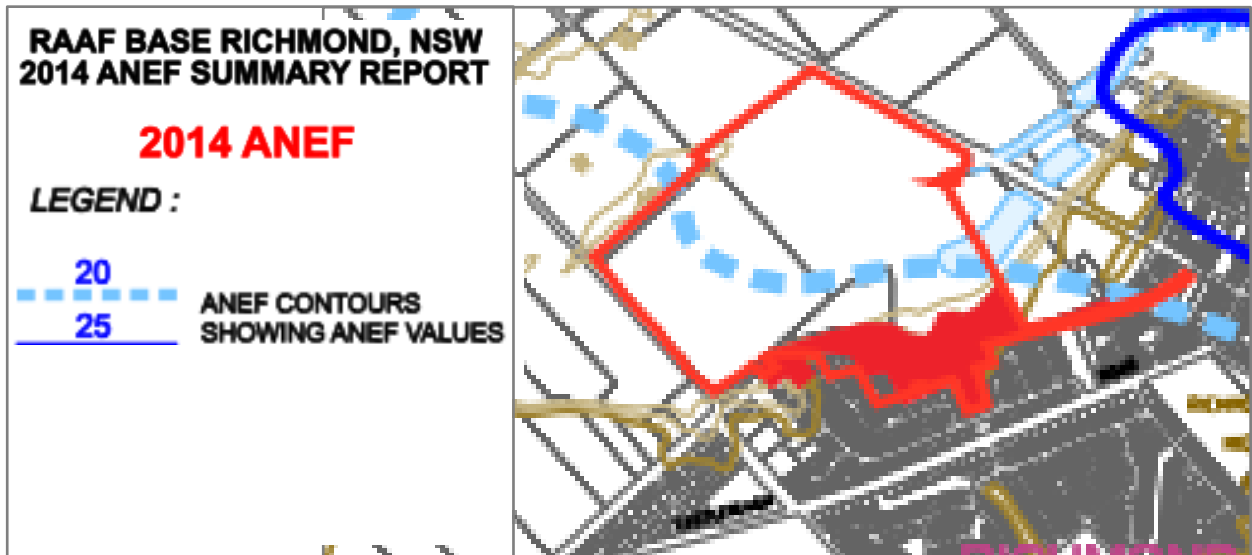 RAAF BASE RICHMOND, NSW
2014 ANEF SUMMARY REPORT
2014 ANEF
LEGEND :
20
ANEF CONTOURS
25
SHOWING ANEF VALUES